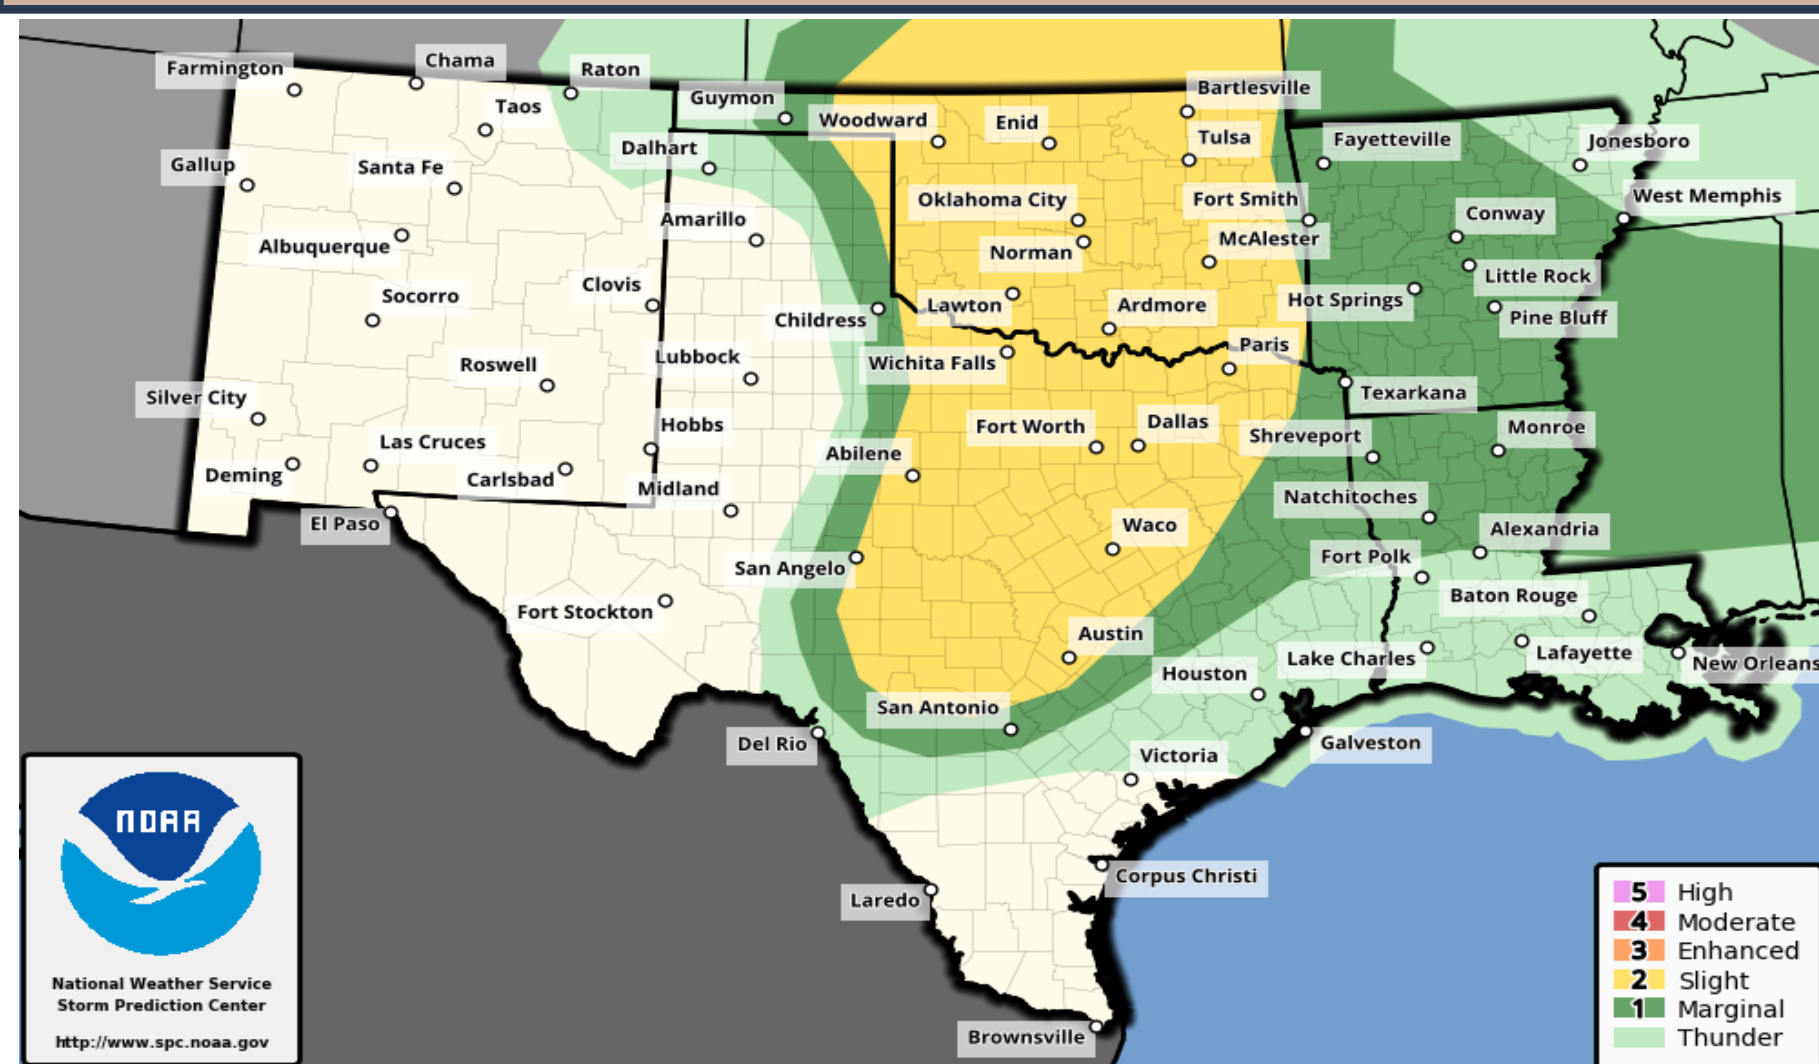 Farmington
Chama
Raton
Taos
Guymon
Woodward
Enid
Bartlesville
Tulsa
Fayetteville
Jonesboro
Gallup
Santa Fe
Dalhart
Oklahoma City
Fort Smith
Conway
West Memphis
Amarillo
Albuquerque
Norman
McAlester
Little Rock
Socorro
Clovis
Childress
Lawton
Ardmore
Hot Springs
Pine Bluff
Roswell
Lubbock
Wichita Falls
Paris
Silver City
Texarkana
Las Cruces
Hobbs
Fort Worth
Dallas
Shreveport
Monroe
Deming
Carlsbad
Midland
Abilene
Natchitoches
El Paso
Waco
Alexandria
San Angelo
Fort Polk
Fort Stockton
Baton Rouge
Austin
Lake Charles
Lafayette
New Orleans
Houston
San Antonio
Del Rio
Victoria
Galveston
Laredo
Corpus Christi
Brownsville
NOAA
National Weather Service
Storm Prediction Center
http://www.spc.noaa.gov
5 High
4 Moderate
3 Enhanced
2 Slight
1 Marginal
Thunder